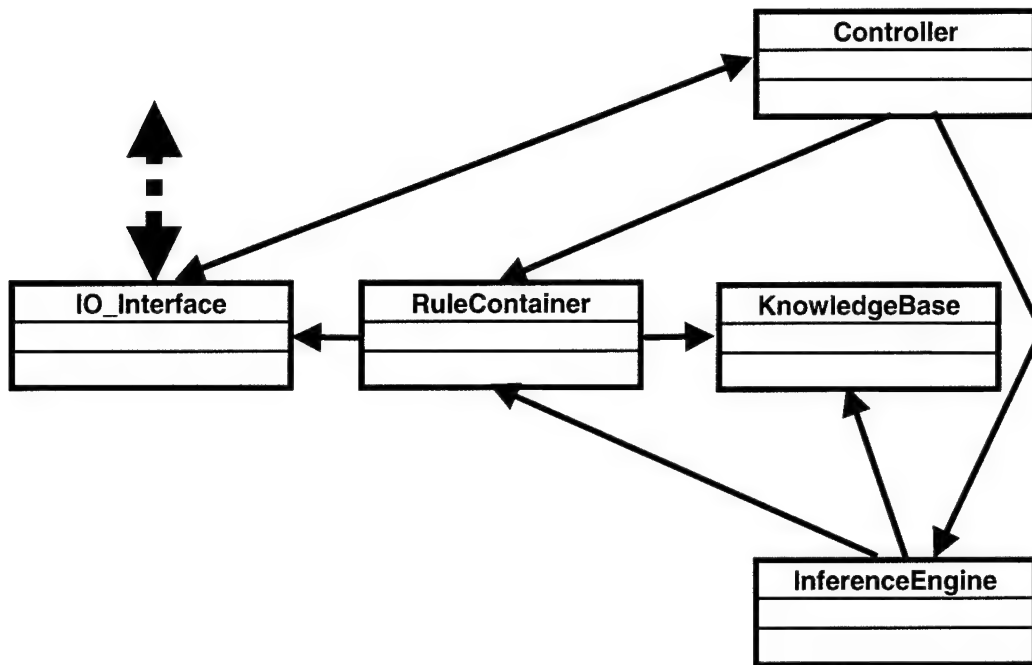 Controller
IO_Interface
RuleContainer
KnowledgeBase
InferenceEngine